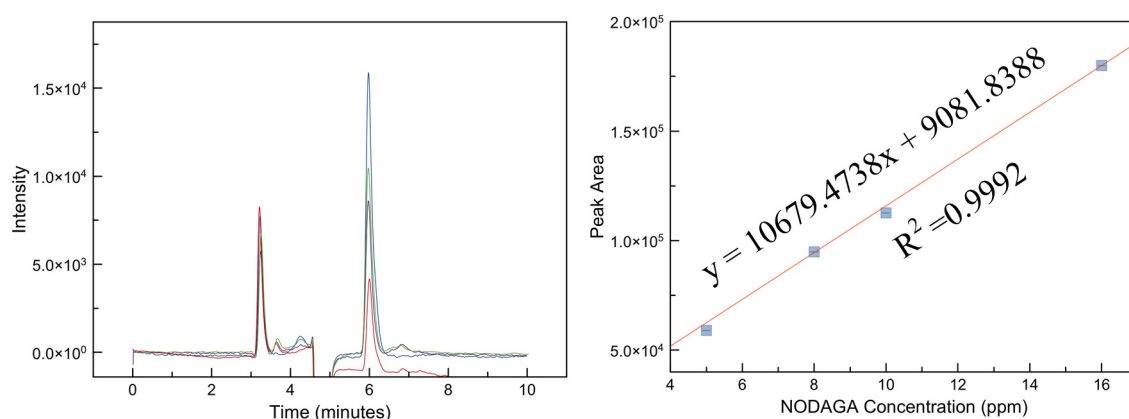 1.5×10⁴
1.0×10⁴
5.0×10³
0.0×10⁰
Intensity
0 2 4 6 8 10
Time (minutes)
2.0×10⁵
1.5×10⁵
1.0×10⁵
5.0×10⁴
Peak Area
y = 10679.4738x + 9081.8388
R² =0.9992
4 6 8 10 12 14 16
NODAGA Concentration (ppm)